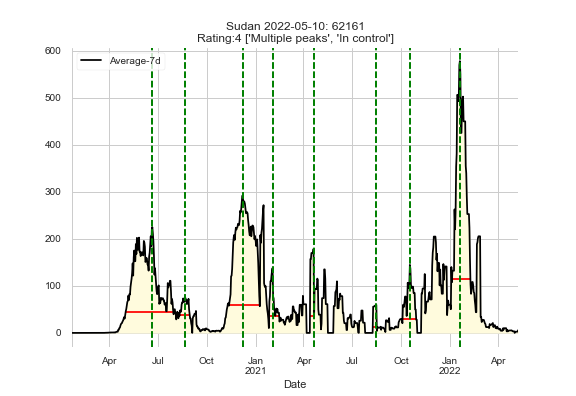 Sudan 2022-05-10: 62161
Rating:4 ['Multiple peaks', 'In control']
600
Average-7d
500
400
300
200
100
0
Apr Jul Oct Jan Apr Jul Oct Jan Apr
2021 2022
Date